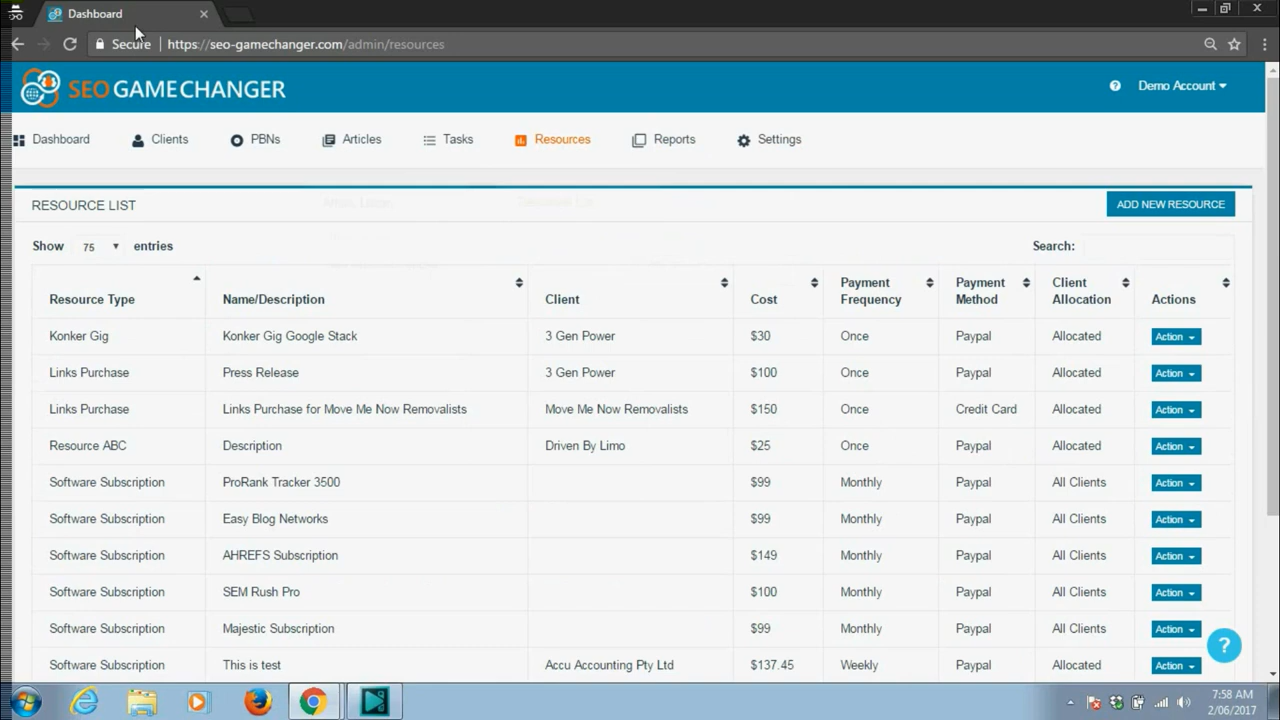 Dashboard
Secure https://seo-gamechanger.com/admin/resources
SEO GAMECHANGER
Demo Account
Dashboard Clients PBNs Articles Tasks Resources Reports Settings
RESOURCE LIST ADD NEW RESOURCE
Show 75 entries Search:
Resource Type Name/Description Client Cost Payment Frequency Payment Method Client Allocation Actions
Konker Gig Konker Gig Google Stack 3 Gen Power $30 Once Paypal Allocated Action
Links Purchase Press Release 3 Gen Power $100 Once Paypal Allocated Action
Links Purchase Links Purchase for Move Me Now Removalists Move Me Now Removalists $150 Once Credit Card Allocated Action
Resource ABC Description Driven By Limo $25 Once Paypal Allocated Action
Software Subscription ProRank Tracker 3500 $99 Monthly Paypal All Clients Action
Software Subscription Easy Blog Networks $99 Monthly Paypal All Clients Action
Software Subscription AHREFS Subscription $149 Monthly Paypal All Clients Action
Software Subscription SEM Rush Pro $100 Monthly Paypal All Clients Action
Software Subscription Majestic Subscription $99 Monthly Paypal All Clients Action
Software Subscription This is test Accu Accounting Pty Ltd $137.45 Weekly Paypal Allocated Action
?
7:58 AM
2/06/2017